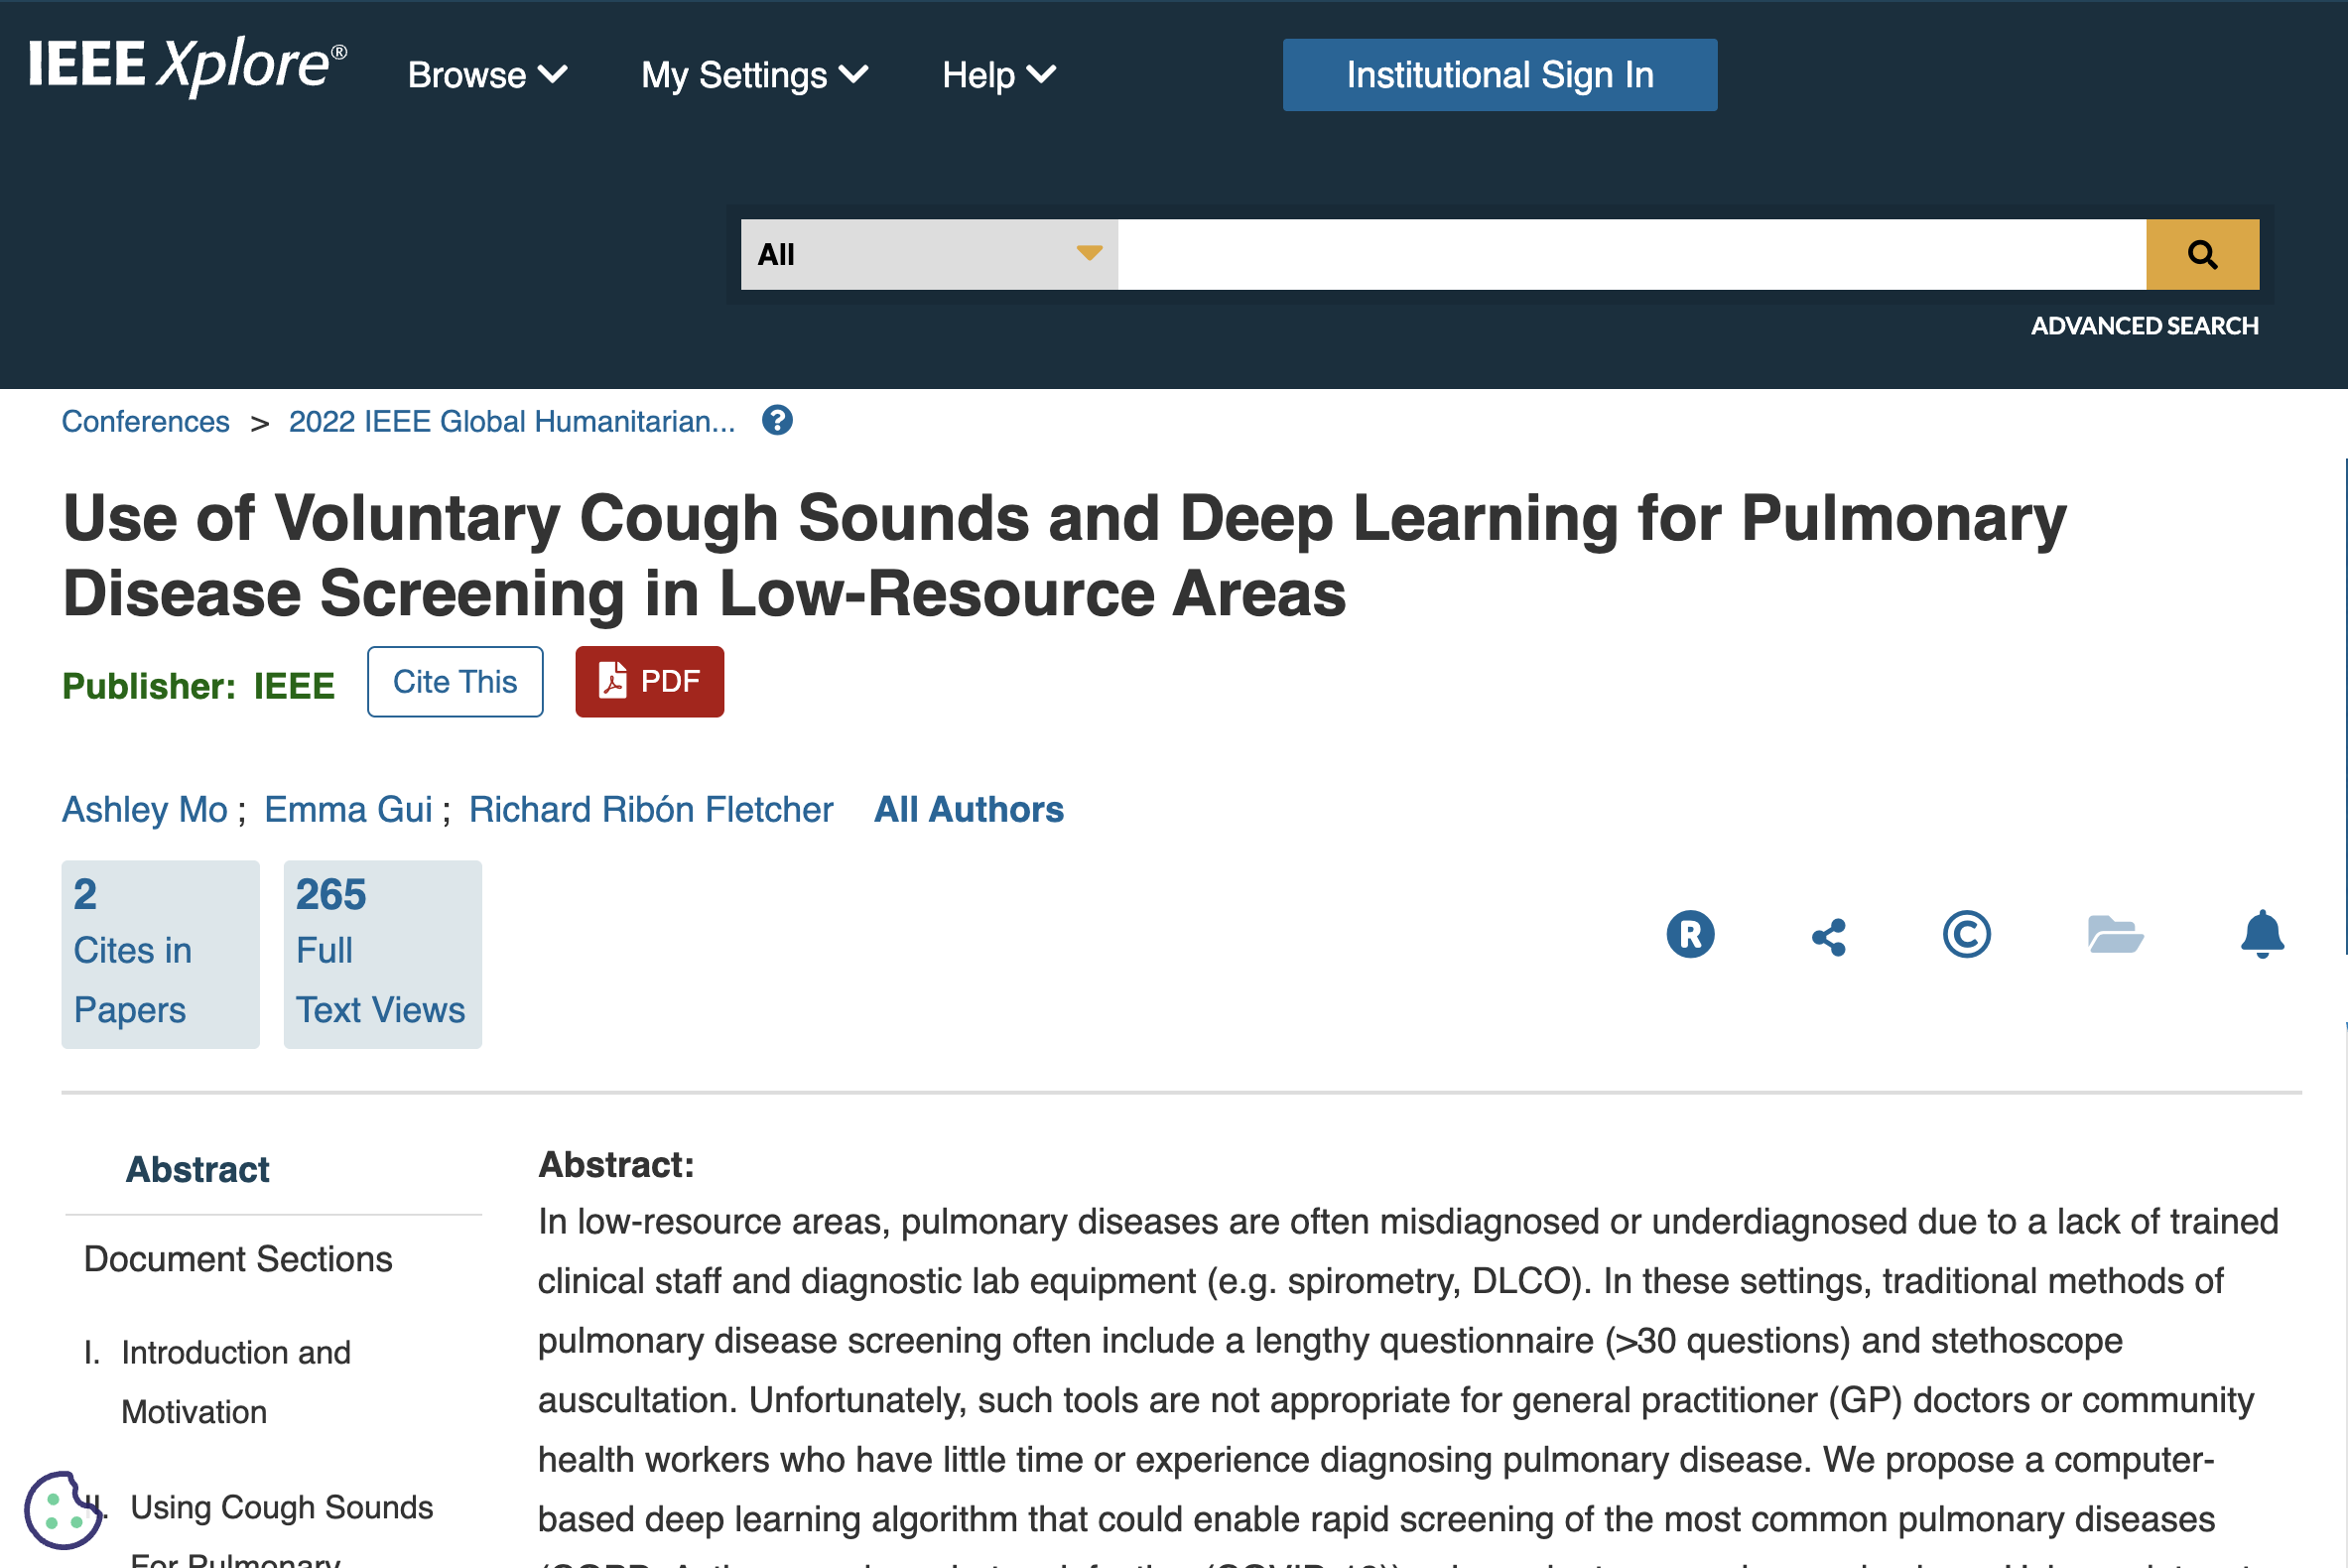 IEEE Xplore®
Browse
My Settings
Help
Institutional Sign In
All
ADVANCED SEARCH
Conferences > 2022 IEEE Global Humanitarian...
Use of Voluntary Cough Sounds and Deep Learning for Pulmonary
Disease Screening in Low-Resource Areas
Publisher: IEEE
Cite This
PDF
Ashley Mo ; Emma Gui ; Richard Ribón Fletcher All Authors
2
Cites in
Papers
265
Full
Text Views
R
©
Abstract
Document Sections
I. Introduction and
Motivation
II. Using Cough Sounds
For Pulmonary
Abstract:
In low-resource areas, pulmonary diseases are often misdiagnosed or underdiagnosed due to a lack of trained
clinical staff and diagnostic lab equipment (e.g. spirometry, DLCO). In these settings, traditional methods of
pulmonary disease screening often include a lengthy questionnaire (>30 questions) and stethoscope
auscultation. Unfortunately, such tools are not appropriate for general practitioner (GP) doctors or community
health workers who have little time or experience diagnosing pulmonary disease. We propose a computer-
based deep learning algorithm that could enable rapid screening of the most common pulmonary diseases